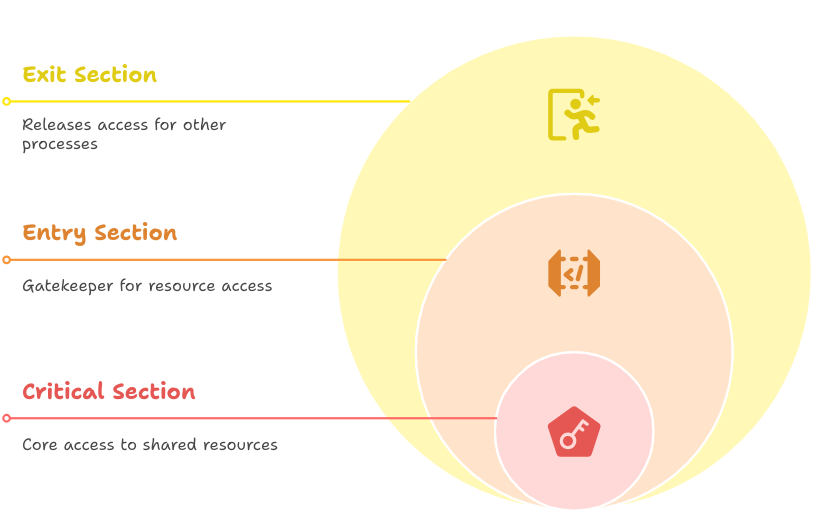 Exit Section
Releases access for other
processes
Entry Section
Gatekeeper for resource access
</>
Critical Section
Core access to shared resources